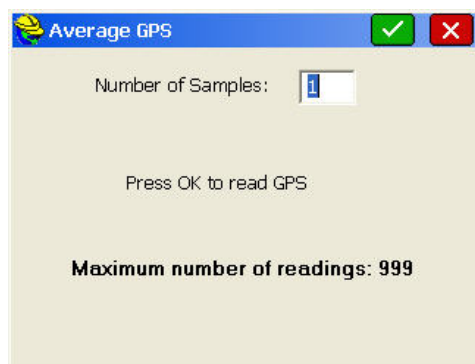 Average GPS
Number of Samples: 1
Press OK to read GPS
Maximum number of readings: 999